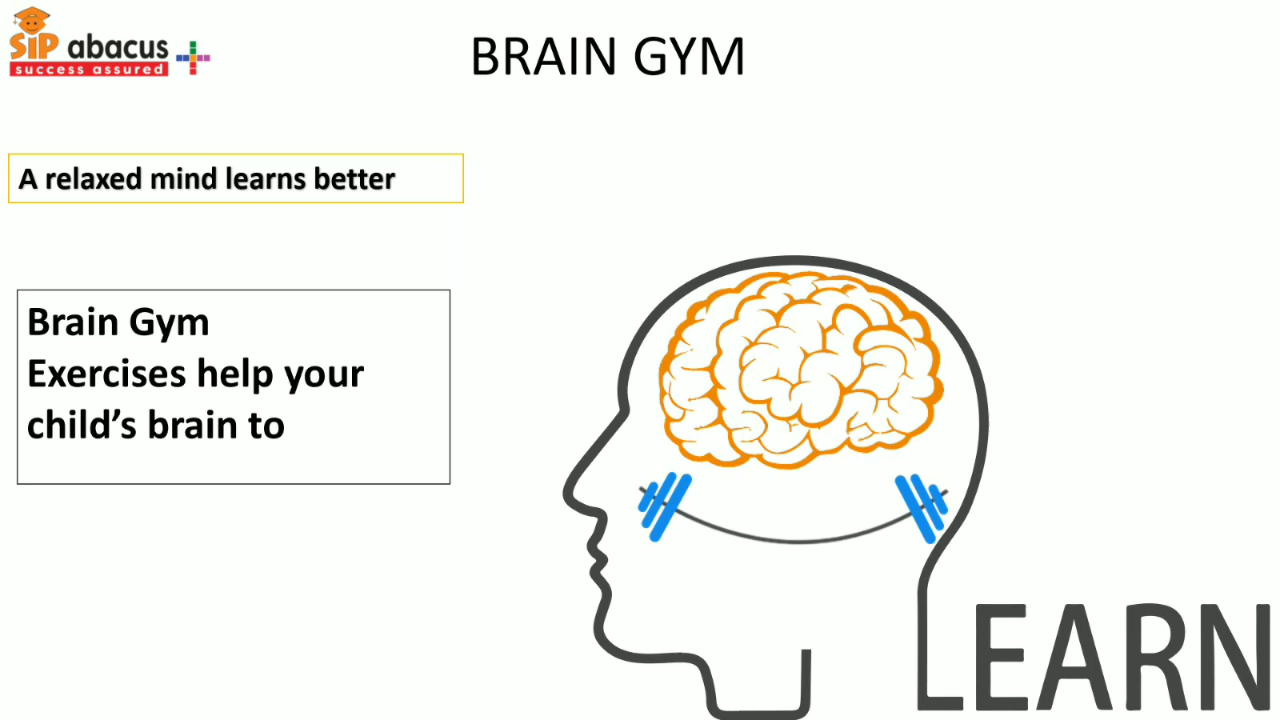 SiP abacus
success assured
BRAIN GYM
A relaxed mind learns better
Brain Gym
Exercises help your
child's brain to
LEARN